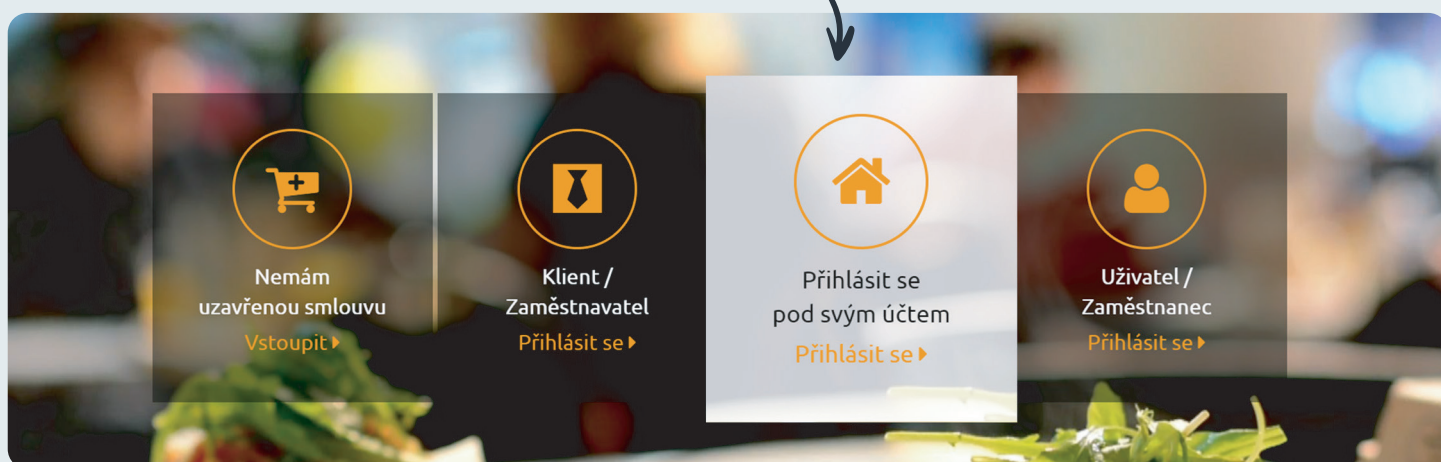 Nemám
uzavřenou smlouvu
Vstoupit
Klient /
Zaměstnavatel
Přihlásit se
Přihlásit se
pod svým účtem
Přihlásit se
Uživatel /
Zaměstnanec
Přihlásit se